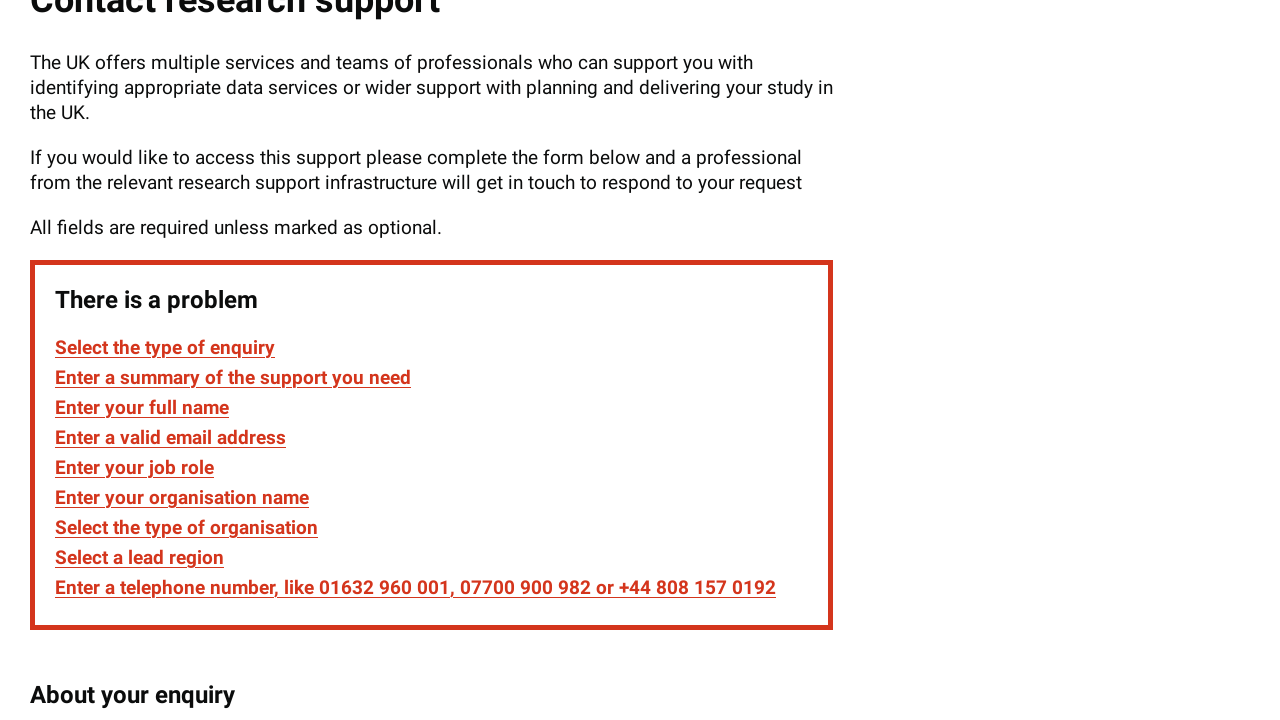 Contact research support
The UK offers multiple services and teams of professionals who can support you with
identifying appropriate data services or wider support with planning and delivering your study in
the UK.
If you would like to access this support please complete the form below and a professional
from the relevant research support infrastructure will get in touch to respond to your request
All fields are required unless marked as optional.
There is a problem
Select the type of enquiry
Enter a summary of the support you need
Enter your full name
Enter a valid email address
Enter your job role
Enter your organisation name
Select the type of organisation
Select a lead region
Enter a telephone number, like 01632 960 001, 07700 900 982 or +44 808 157 0192
About your enquiry